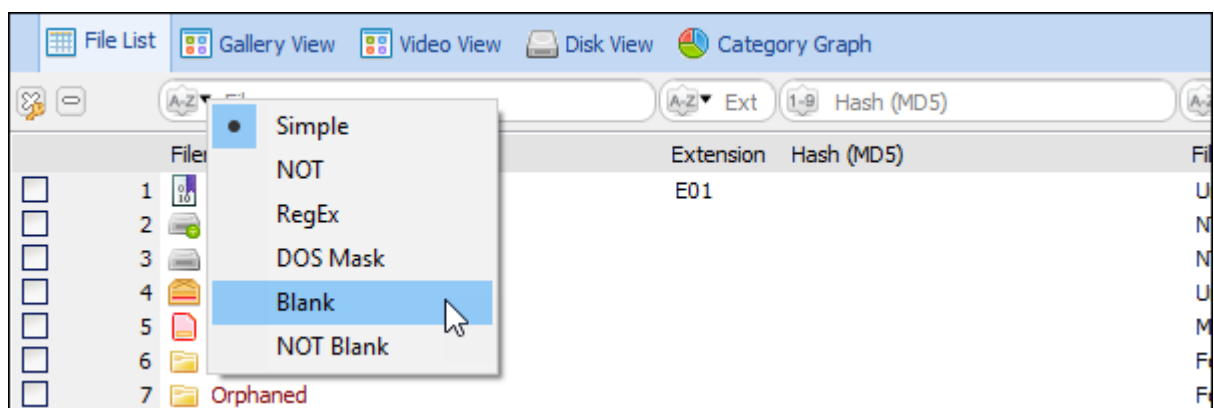 File List Gallery View Video View Disk View Category Graph
A-Z A-Z Ext 1-9 Hash (MD5)
Simple
Extension Hash (MD5)
NOT
1 E01
RegEx
2
DOS Mask
3
4
Blank
5
NOT Blank
6
7 Orphaned